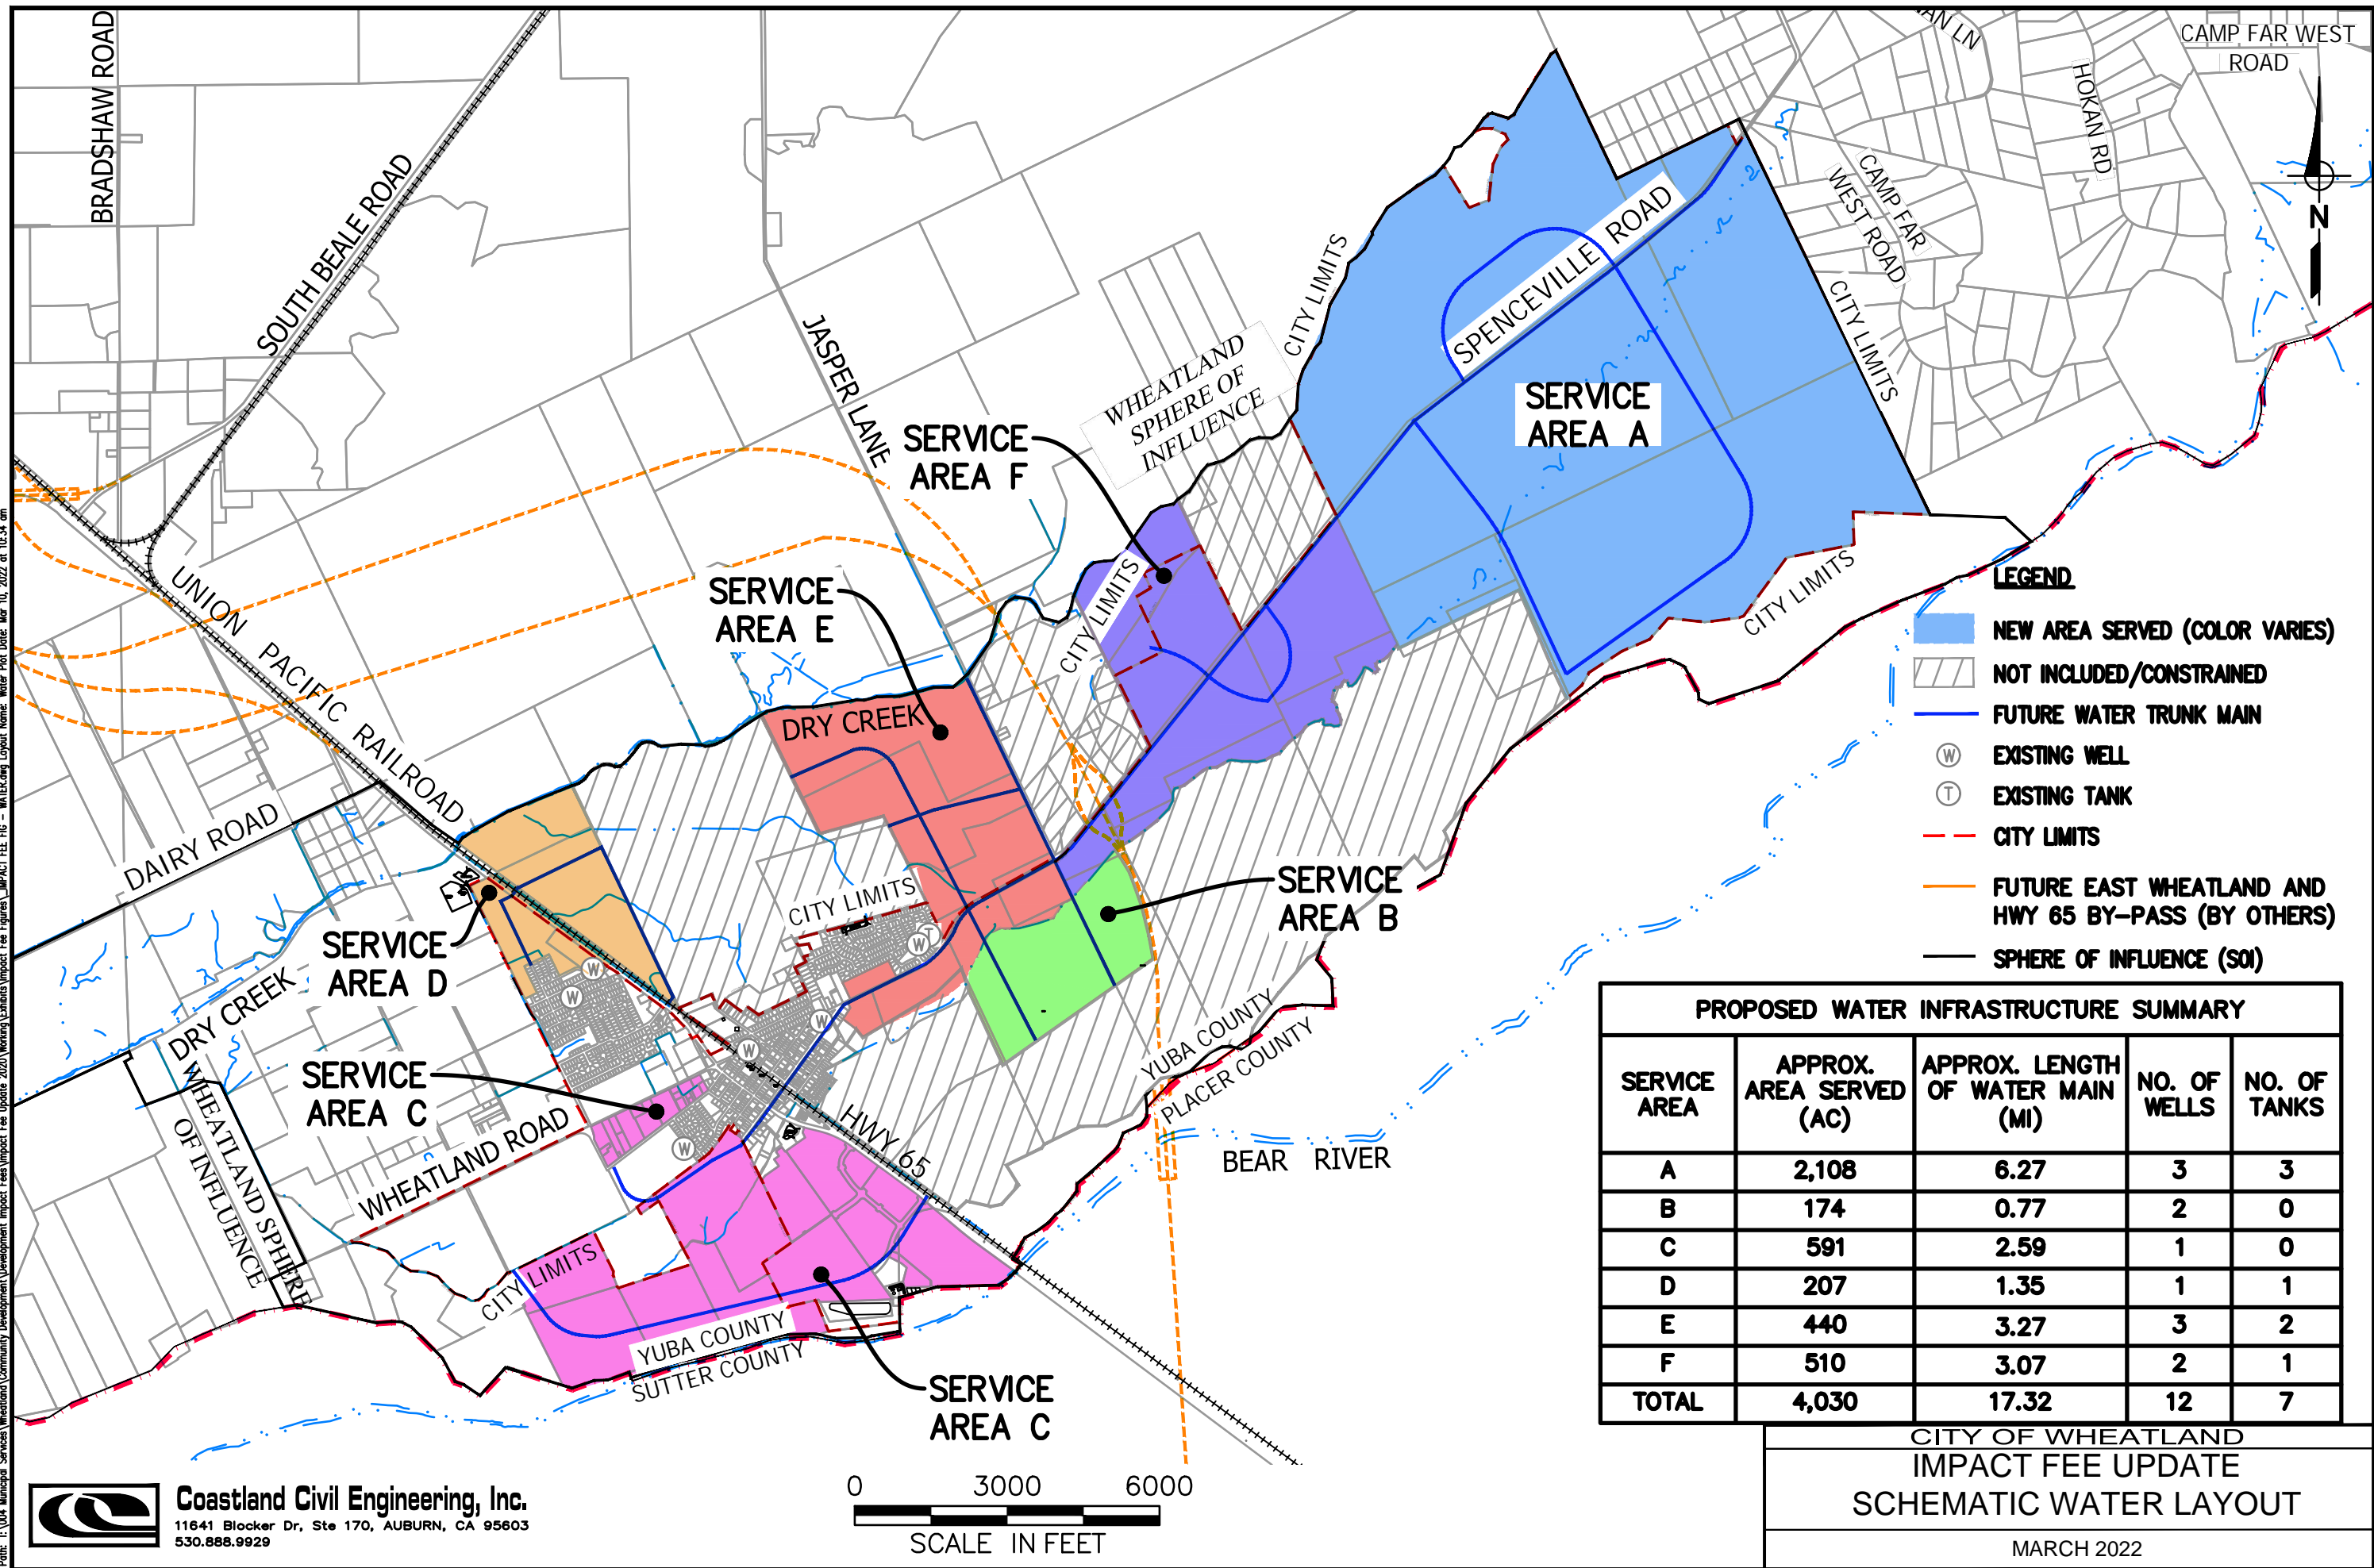 BRADSHAW ROAD
SOUTH BEALE ROAD
CAMP FAR WEST
ROAD
HOKAN RD
CAMP FAR
WEST ROAD
N
JASPER LANE
WHEATLAND
SPHERE OF
INFLUENCE
CITY LIMITS
SPENCEVILLE ROAD
CITY LIMITS
SERVICE
AREA A
SERVICE
AREA F
CITY LIMITS
SERVICE
AREA E
UNION PACIFIC RAILROAD
CITY LIMITS
DRY CREEK
DAIRY ROAD
CITY LIMITS
SERVICE
AREA B
SERVICE
AREA D
W
W
W
T
W
W
W
DRY CREEK
WHEATLAND SPHERE
OF INFLUENCE
SERVICE
AREA C
WHEATLAND ROAD
HWY 65
YUBA COUNTY
PLACER COUNTY
BEAR RIVER
CITY LIMITS
YUBA COUNTY
SUTTER COUNTY
SERVICE
AREA C
LEGEND
NEW AREA SERVED (COLOR VARIES)
NOT INCLUDED/CONSTRAINED
FUTURE WATER TRUNK MAIN
W EXISTING WELL
T EXISTING TANK
CITY LIMITS
FUTURE EAST WHEATLAND AND
HWY 65 BY-PASS (BY OTHERS)
SPHERE OF INFLUENCE (SOI)
PROPOSED WATER INFRASTRUCTURE SUMMARY
SERVICE AREA APPROX. AREA SERVED (AC) APPROX. LENGTH OF WATER MAIN (MI) NO. OF WELLS NO. OF TANKS
A 2,108 6.27 3 3
B 174 0.77 2 0
C 591 2.59 1 0
D 207 1.35 1 1
E 440 3.27 3 2
F 510 3.07 2 1
TOTAL 4,030 17.32 12 7
Coastland Civil Engineering, Inc.
11641 Blocker Dr, Ste 170, AUBURN, CA 95603
530.888.9929
0 3000 6000
SCALE IN FEET
CITY OF WHEATLAND
IMPACT FEE UPDATE
SCHEMATIC WATER LAYOUT
MARCH 2022